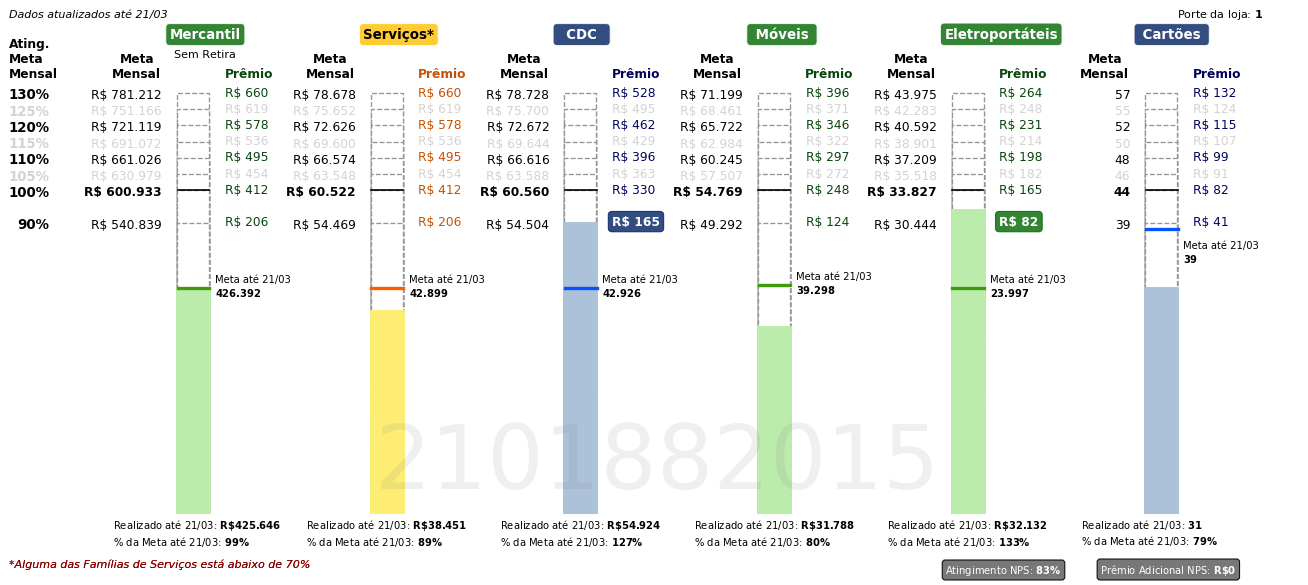 Dados atualizados até 21/03
Porte da loja: 1
Mercantil Serviços* CDC Móveis Eletroportáteis Cartões
Sem Retira
Ating. Meta Mensal
Meta Mensal Prêmio Meta Mensal Prêmio Meta Mensal Prêmio Meta Mensal Prêmio Meta Mensal Prêmio Meta Mensal Prêmio
130% R$ 781.212 R$ 660 R$ 78.678 R$ 660 R$ 78.728 R$ 528 R$ 71.199 R$ 396 R$ 43.975 R$ 264 57 R$ 132
125% R$ 751.166 R$ 619 R$ 75.652 R$ 619 R$ 75.700 R$ 495 R$ 68.461 R$ 371 R$ 42.283 R$ 248 55 R$ 124
120% R$ 721.119 R$ 578 R$ 72.626 R$ 578 R$ 72.672 R$ 462 R$ 65.722 R$ 346 R$ 40.592 R$ 231 52 R$ 115
115% R$ 691.072 R$ 536 R$ 69.600 R$ 536 R$ 69.644 R$ 429 R$ 62.984 R$ 322 R$ 38.901 R$ 214 50 R$ 107
110% R$ 661.026 R$ 495 R$ 66.574 R$ 495 R$ 66.616 R$ 396 R$ 60.245 R$ 297 R$ 37.209 R$ 198 48 R$ 99
105% R$ 630.979 R$ 454 R$ 63.548 R$ 454 R$ 63.588 R$ 363 R$ 57.507 R$ 272 R$ 35.518 R$ 182 46 R$ 91
100% R$ 600.933 R$ 412 R$ 60.522 R$ 412 R$ 60.560 R$ 330 R$ 54.769 R$ 248 R$ 33.827 R$ 165 44 R$ 82
90% R$ 540.839 R$ 206 R$ 54.469 R$ 206 R$ 54.504 R$ 165 R$ 49.292 R$ 124 R$ 30.444 R$ 82 39 R$ 41
Meta até 21/03
426.392
Meta até 21/03
42.899
Meta até 21/03
42.926
Meta até 21/03
39.298
Meta até 21/03
23.997
Meta até 21/03
39
2101882015
Realizado até 21/03: R$425.646
% da Meta até 21/03: 99%
Realizado até 21/03: R$38.451
% da Meta até 21/03: 89%
Realizado até 21/03: R$54.924
% da Meta até 21/03: 127%
Realizado até 21/03: R$31.788
% da Meta até 21/03: 80%
Realizado até 21/03: R$32.132
% da Meta até 21/03: 133%
Realizado até 21/03: 31
% da Meta até 21/03: 79%
*Alguma das Famílias de Serviços está abaixo de 70%
Atingimento NPS: 83%
Prêmio Adicional NPS: R$0